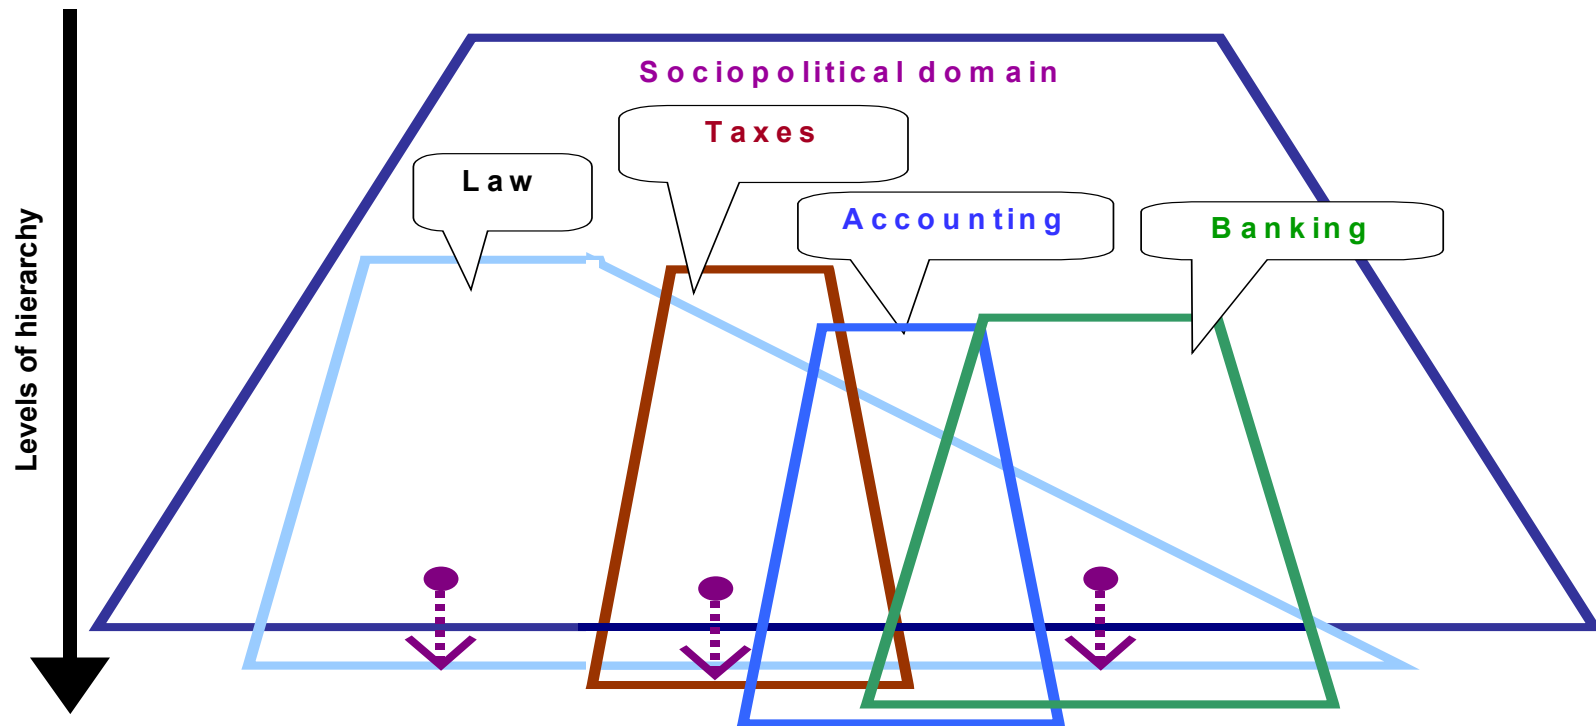 Sociopolitical domain
Taxes
Law
Accounting
Banking
Levels of hierarchy